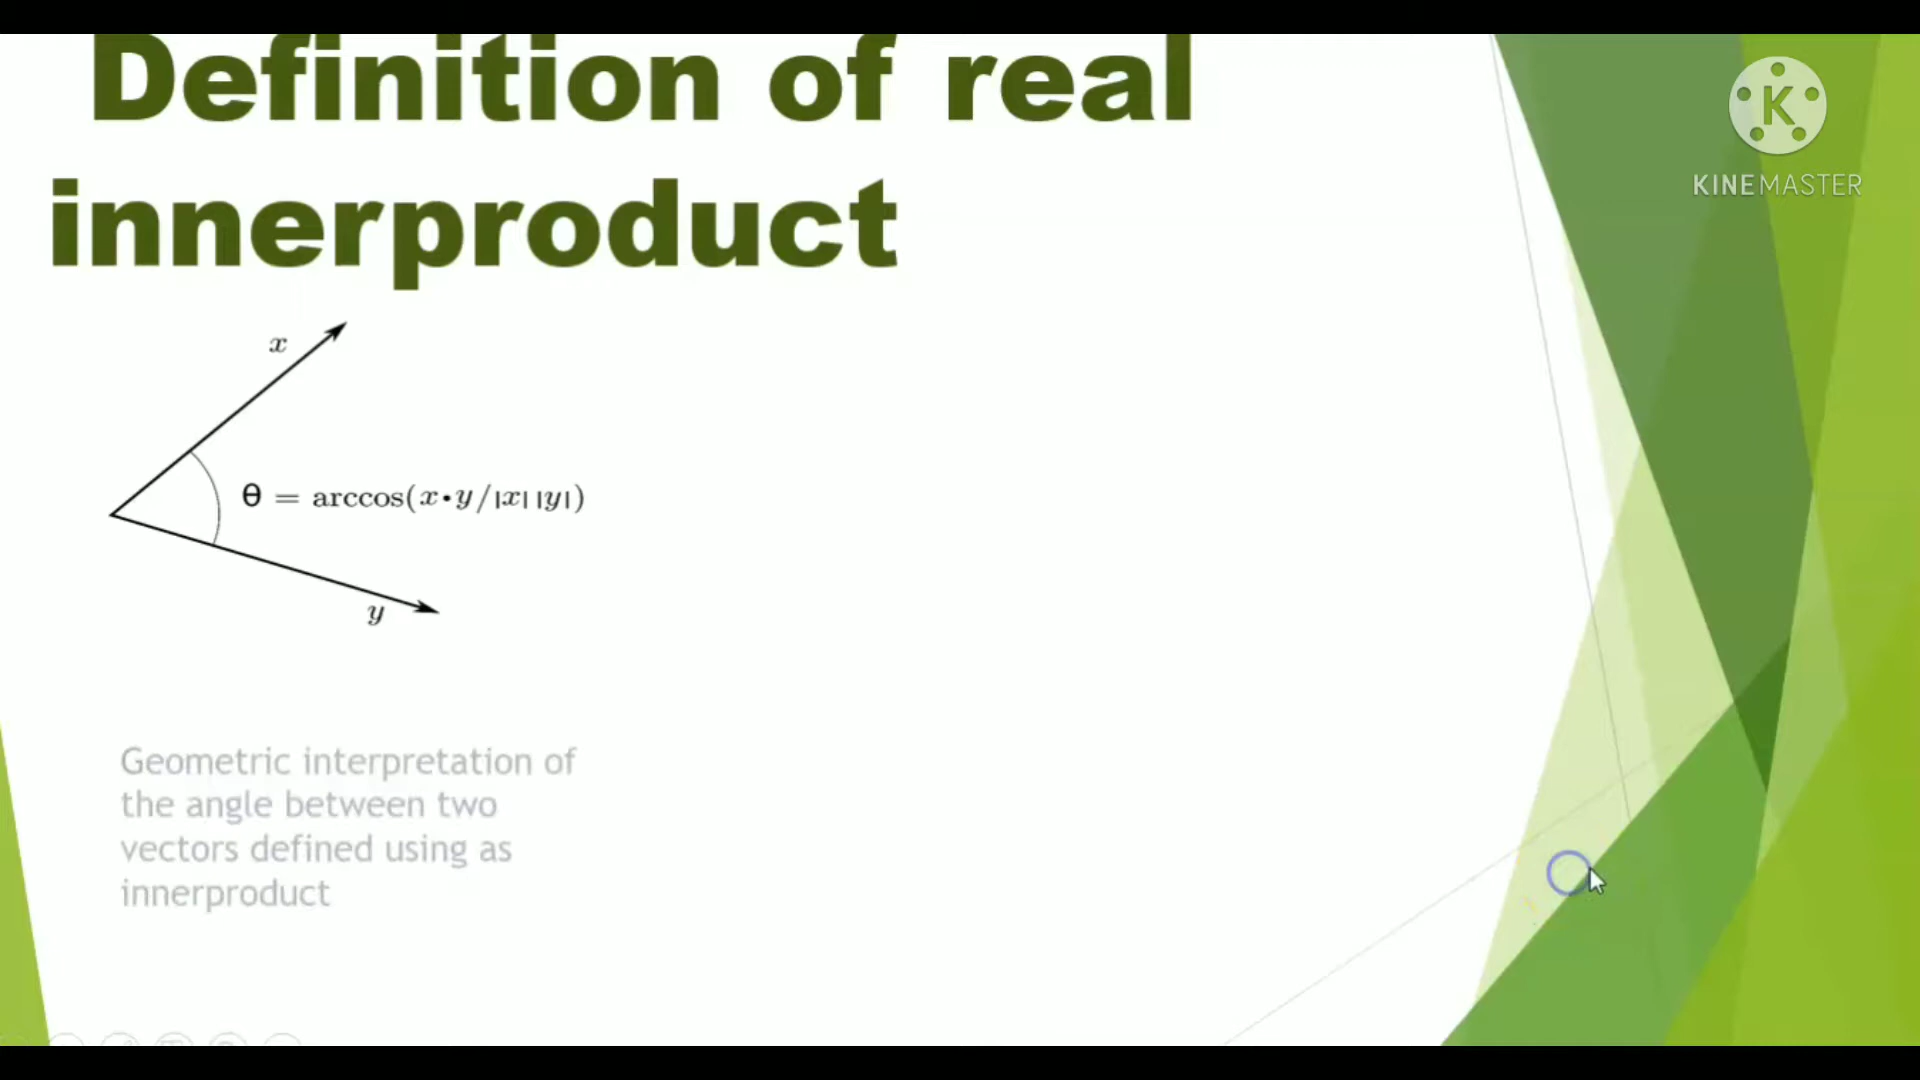 Definition of real
innerproduct
K
KINEMASTER
x
θ = arccos(x•y/|x| |y|)
y
Geometric interpretation of
the angle between two
vectors defined using as
innerproduct